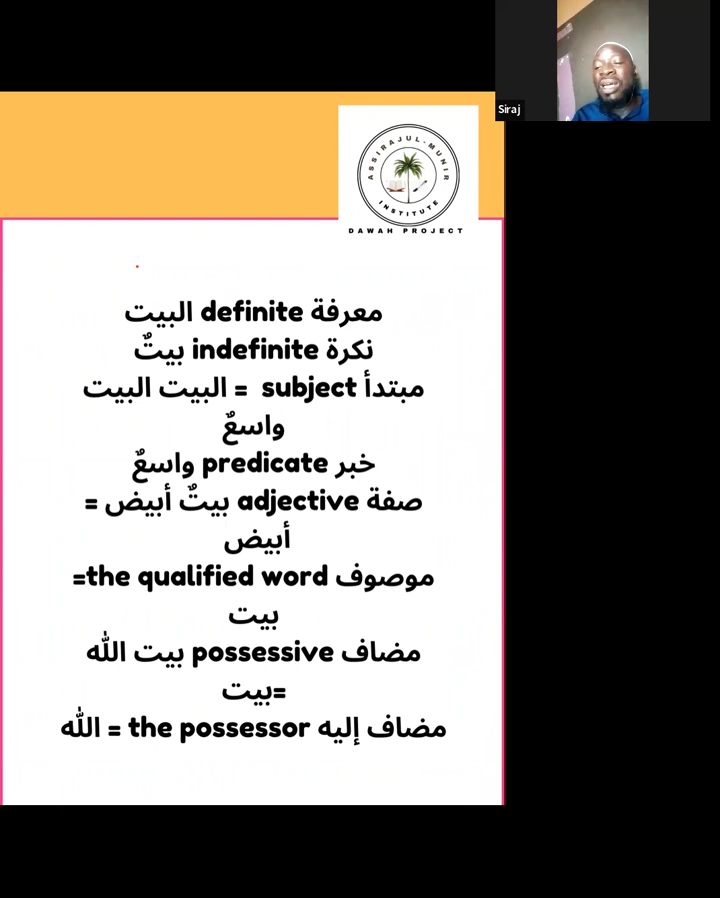 Siraj
ASSIRAJUL-MUNIR
INSTITUTE
DAWAH PROJECT
معرفة definite البيت
نكرة indefinite بيتٌ
مبتدأ subject = البيت البيت
واسعٌ
خبر predicate واسعٌ
صفة adjective بيتٌ أبيض =
أبيض
موصوف the qualified word=
بيت
مضاف possessive بيت الله
=بيت
مضاف إليه the possessor = الله